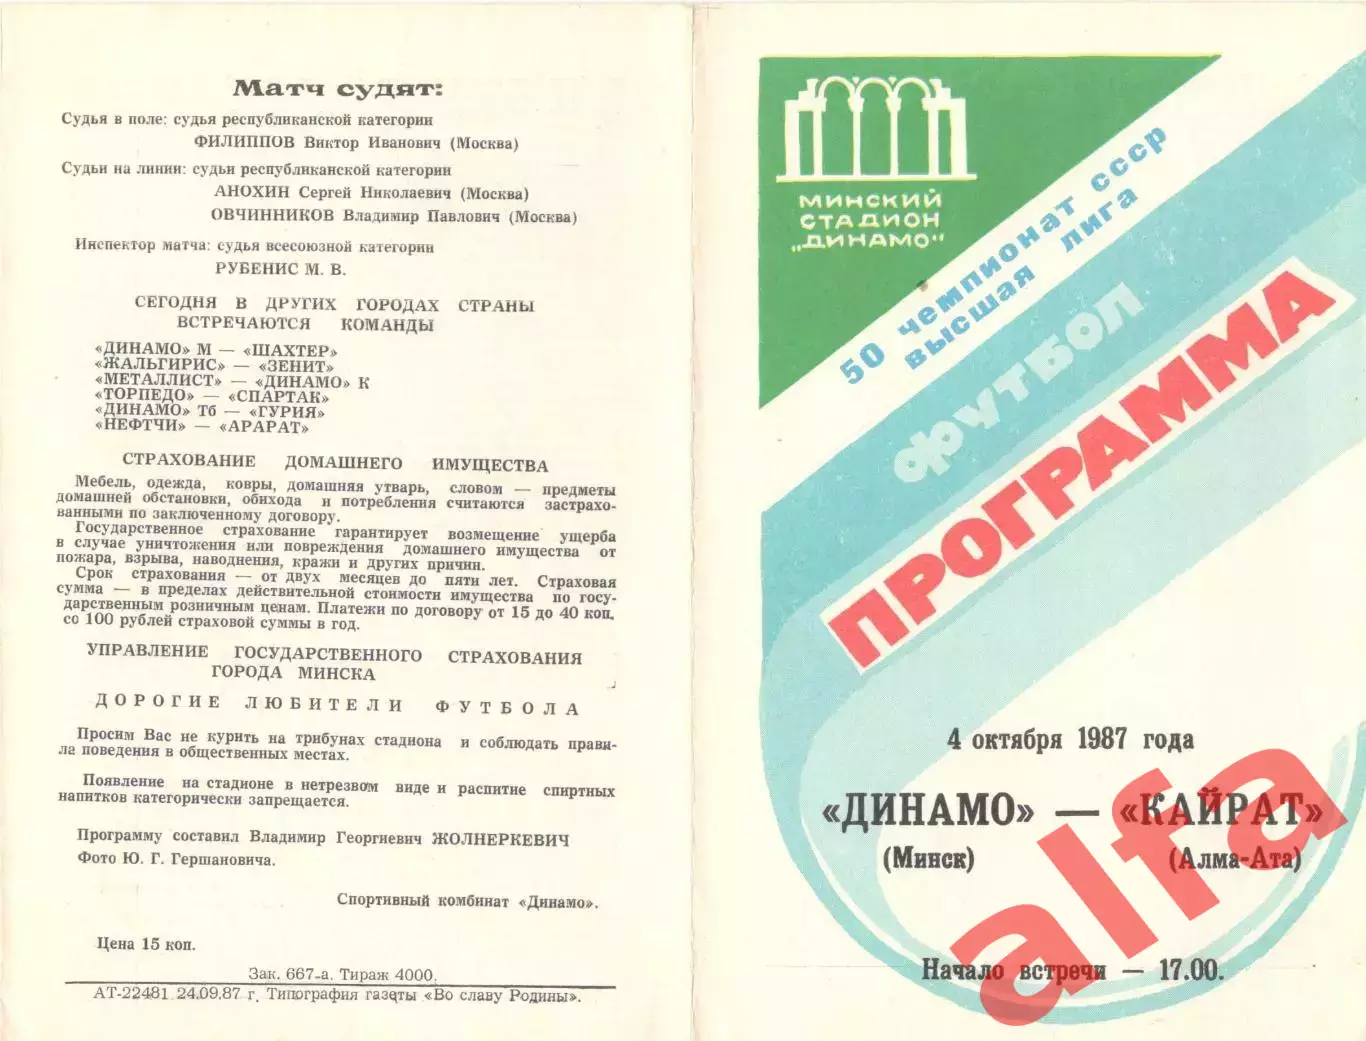 Матч судят:
Судья в поле: судья республиканской категории
ФИЛИППОВ Виктор Иванович (Москва)
Судьи на линии: судьи республиканской категории
АНОХИН Сергей Николаевич (Москва)
ОВЧИННИКОВ Владимир Павлович (Москва)
Инспектор матча: судья всесоюзной категории
РУБЕНИС М. В.
СЕГОДНЯ В ДРУГИХ ГОРОДАХ СТРАНЫ
ВСТРЕЧАЮТСЯ КОМАНДЫ
«ДИНАМО» М — «ШАХТЕР»
«ЖАЛЬГИРИС» — «ЗЕНИТ»
«МЕТАЛЛИСТ» — «ДИНАМО» К
«ТОРПЕДО» — «СПАРТАК»
«ДИНАМО» Тб — «ГУРИЯ»
«НЕФТЧИ» — «АРАРАТ»
СТРАХОВАНИЕ ДОМАШНЕГО ИМУЩЕСТВА
Мебель, одежда, ковры, домашняя утварь, словом — предметы
домашней обстановки, обихода и потребления считаются застрахо-
ванными по заключенному договору.
Государственное страхование гарантирует возмещение ущерба
в случае уничтожения или повреждения домашнего имущества от
пожара, взрыва, наводнения, кражи и других причин.
Срок страхования — от двух месяцев до пяти лет. Страховая
сумма — в пределах действительной стоимости имущества по госу-
дарственным розничным ценам. Платежи по договору от 15 до 40 коп.
со 100 рублей страховой суммы в год.
УПРАВЛЕНИЕ ГОСУДАРСТВЕННОГО СТРАХОВАНИЯ
ГОРОДА МИНСКА
ДОРОГИЕ ЛЮБИТЕЛИ ФУТБОЛА
Просим Вас не курить на трибунах стадиона и соблюдать прави-
ла поведения в общественных местах.
Появление на стадионе в нетрезвом виде и распитие спиртных
напитков категорически запрещается.
Программу составил Владимир Георгиевич ЖОЛНЕРКЕВИЧ
Фото Ю. Г. Гершановича.
Спортивный комбинат «Динамо».
Цена 15 коп.
Зак. 667-а. Тираж 4000.
АТ-22481 24.09.87 г. Типография газеты «Во славу Родины».
МИНСКИЙ
СТАДИОН
„ДИНАМО“
50 чемпионат СССР
высшая лига
футбол
ПРОГРАММА
4 октября 1987 года
«ДИНАМО» — «КАЙРАТ»
(Минск) (Алма-Ата)
Начало встречи — 17.00.
alfa